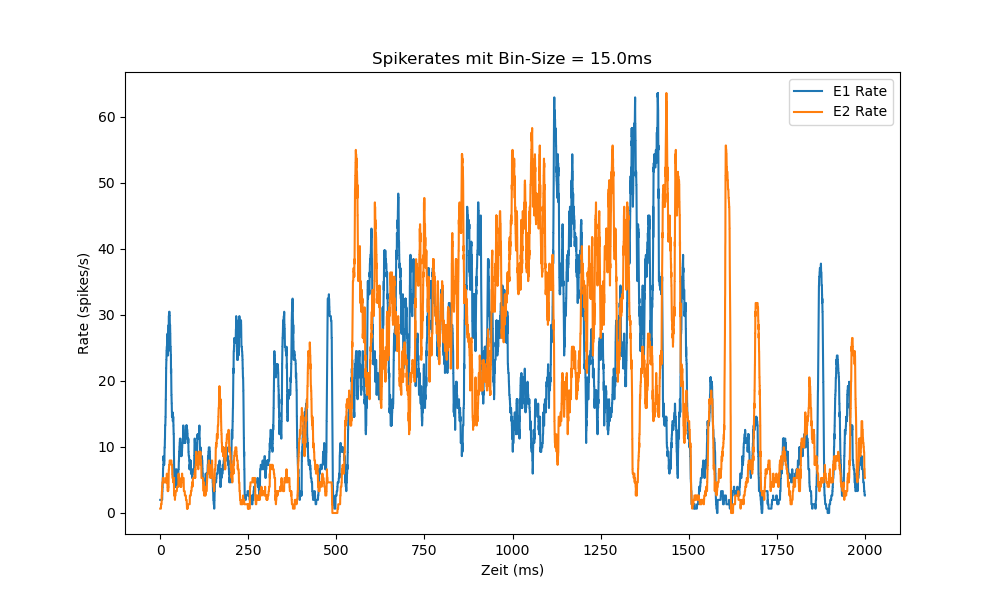 Spikerates mit Bin-Size = 15.0ms
E1 Rate
E2 Rate
Rate (spikes/s)
60
50
40
30
20
10
0
0 250 500 750 1000 1250 1500 1750 2000
Zeit (ms)